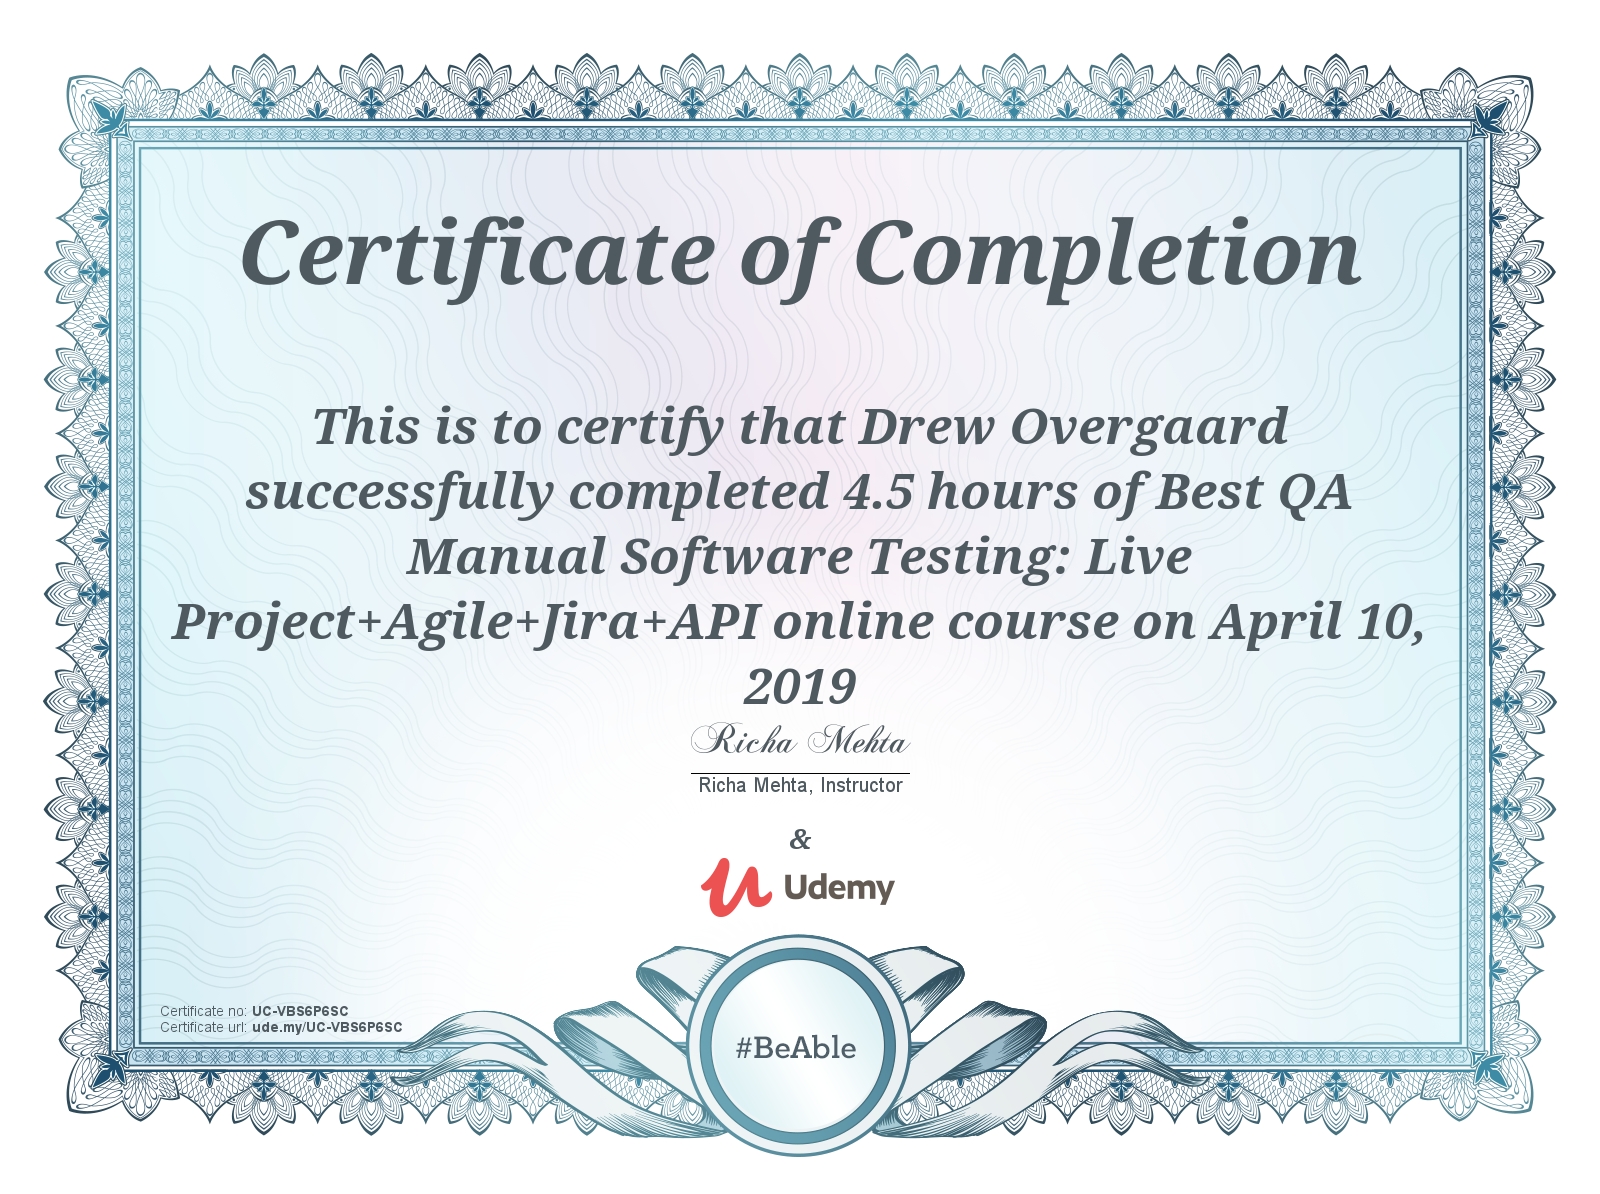 Certificate of Completion
This is to certify that Drew Overgaard
successfully completed 4.5 hours of Best QA
Manual Software Testing: Live
Project+Agile+Jira+API online course on April 10,
2019
Richa Mehta
Richa Mehta, Instructor
&
Udemy
Certificate no: UC-VBS6P6SC
Certificate url: ude.my/UC-VBS6P6SC
#BeAble